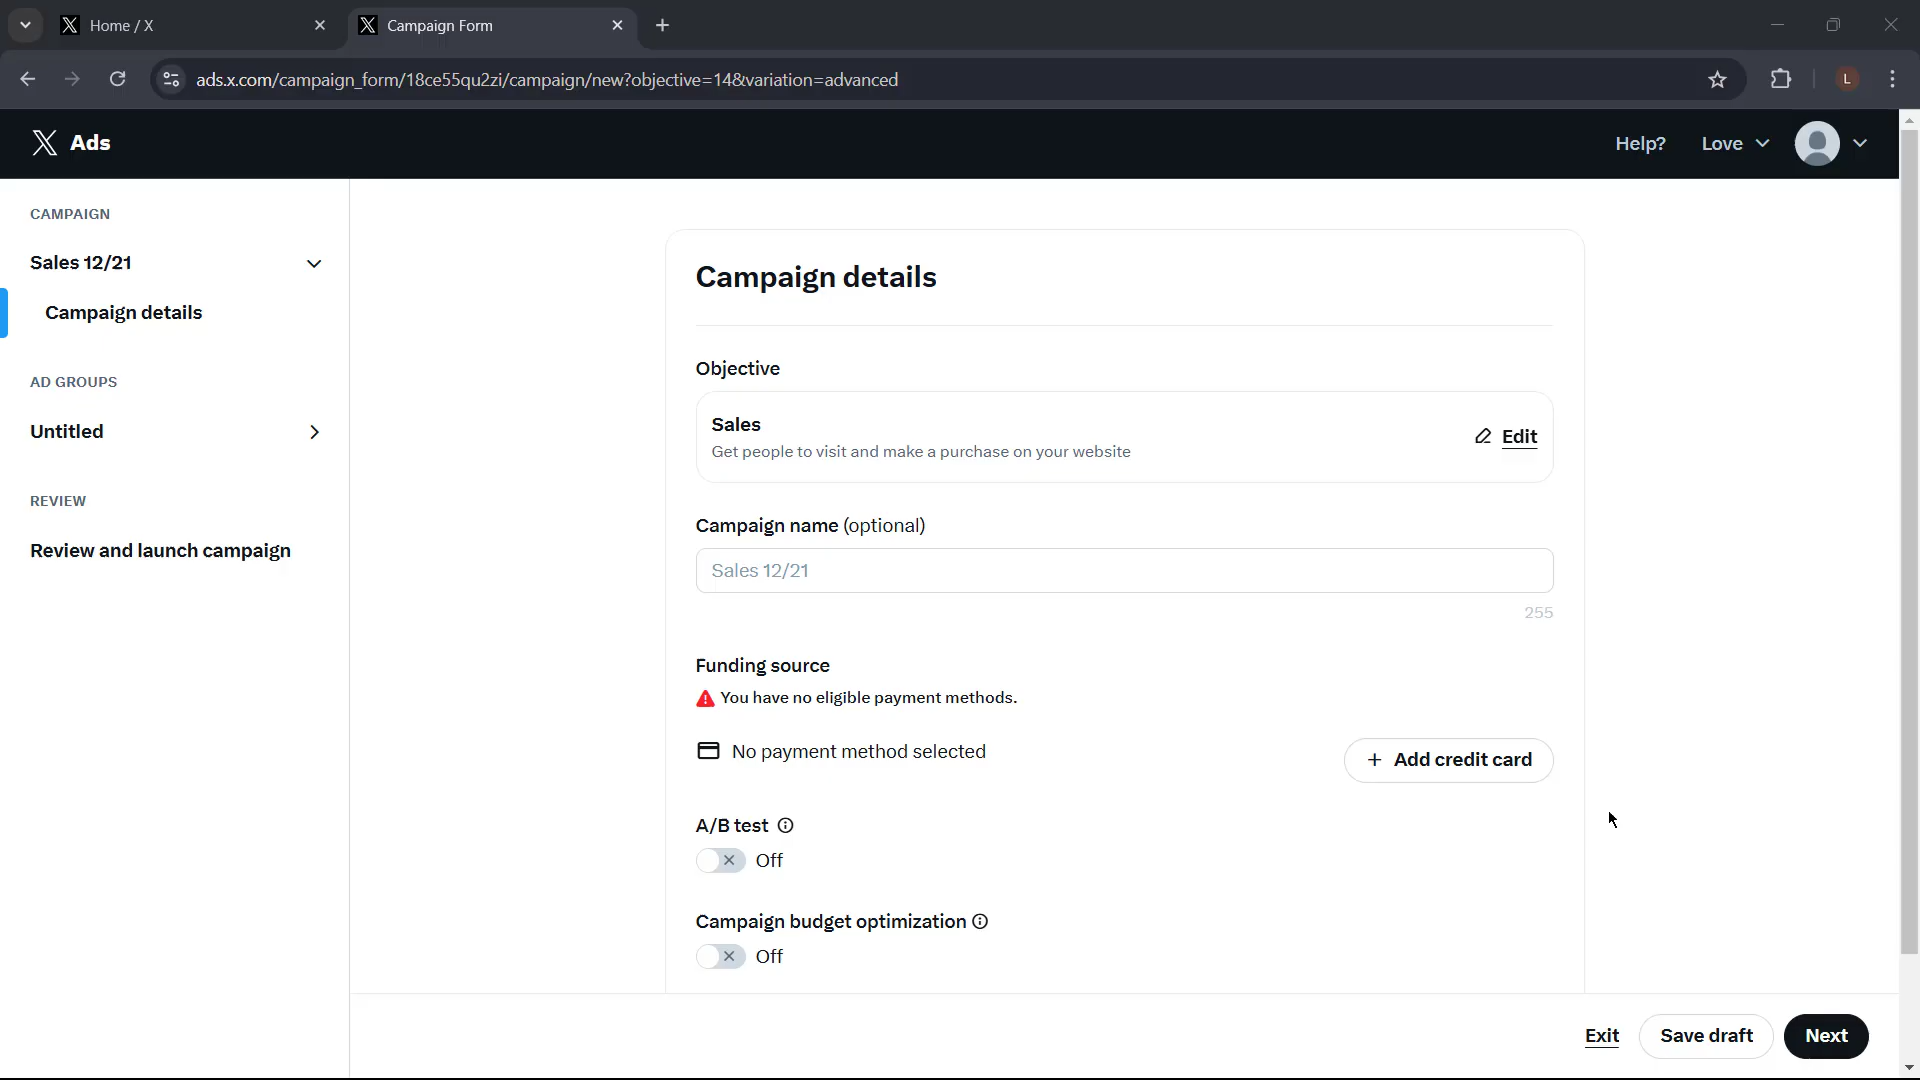 Home / X
Campaign Form
ads.x.com/campaign_form/18ce55qu2zi/campaign/new?objective=14&variation=advanced
L
Ads
Help?
Love
CAMPAIGN
Sales 12/21
Campaign details
AD GROUPS
Untitled
REVIEW
Review and launch campaign
Campaign details
Objective
Sales
Get people to visit and make a purchase on your website
Edit
Campaign name (optional)
Sales 12/21
255
Funding source
You have no eligible payment methods.
No payment method selected
+ Add credit card
A/B test
Off
Campaign budget optimization
Off
Exit
Save draft
Next